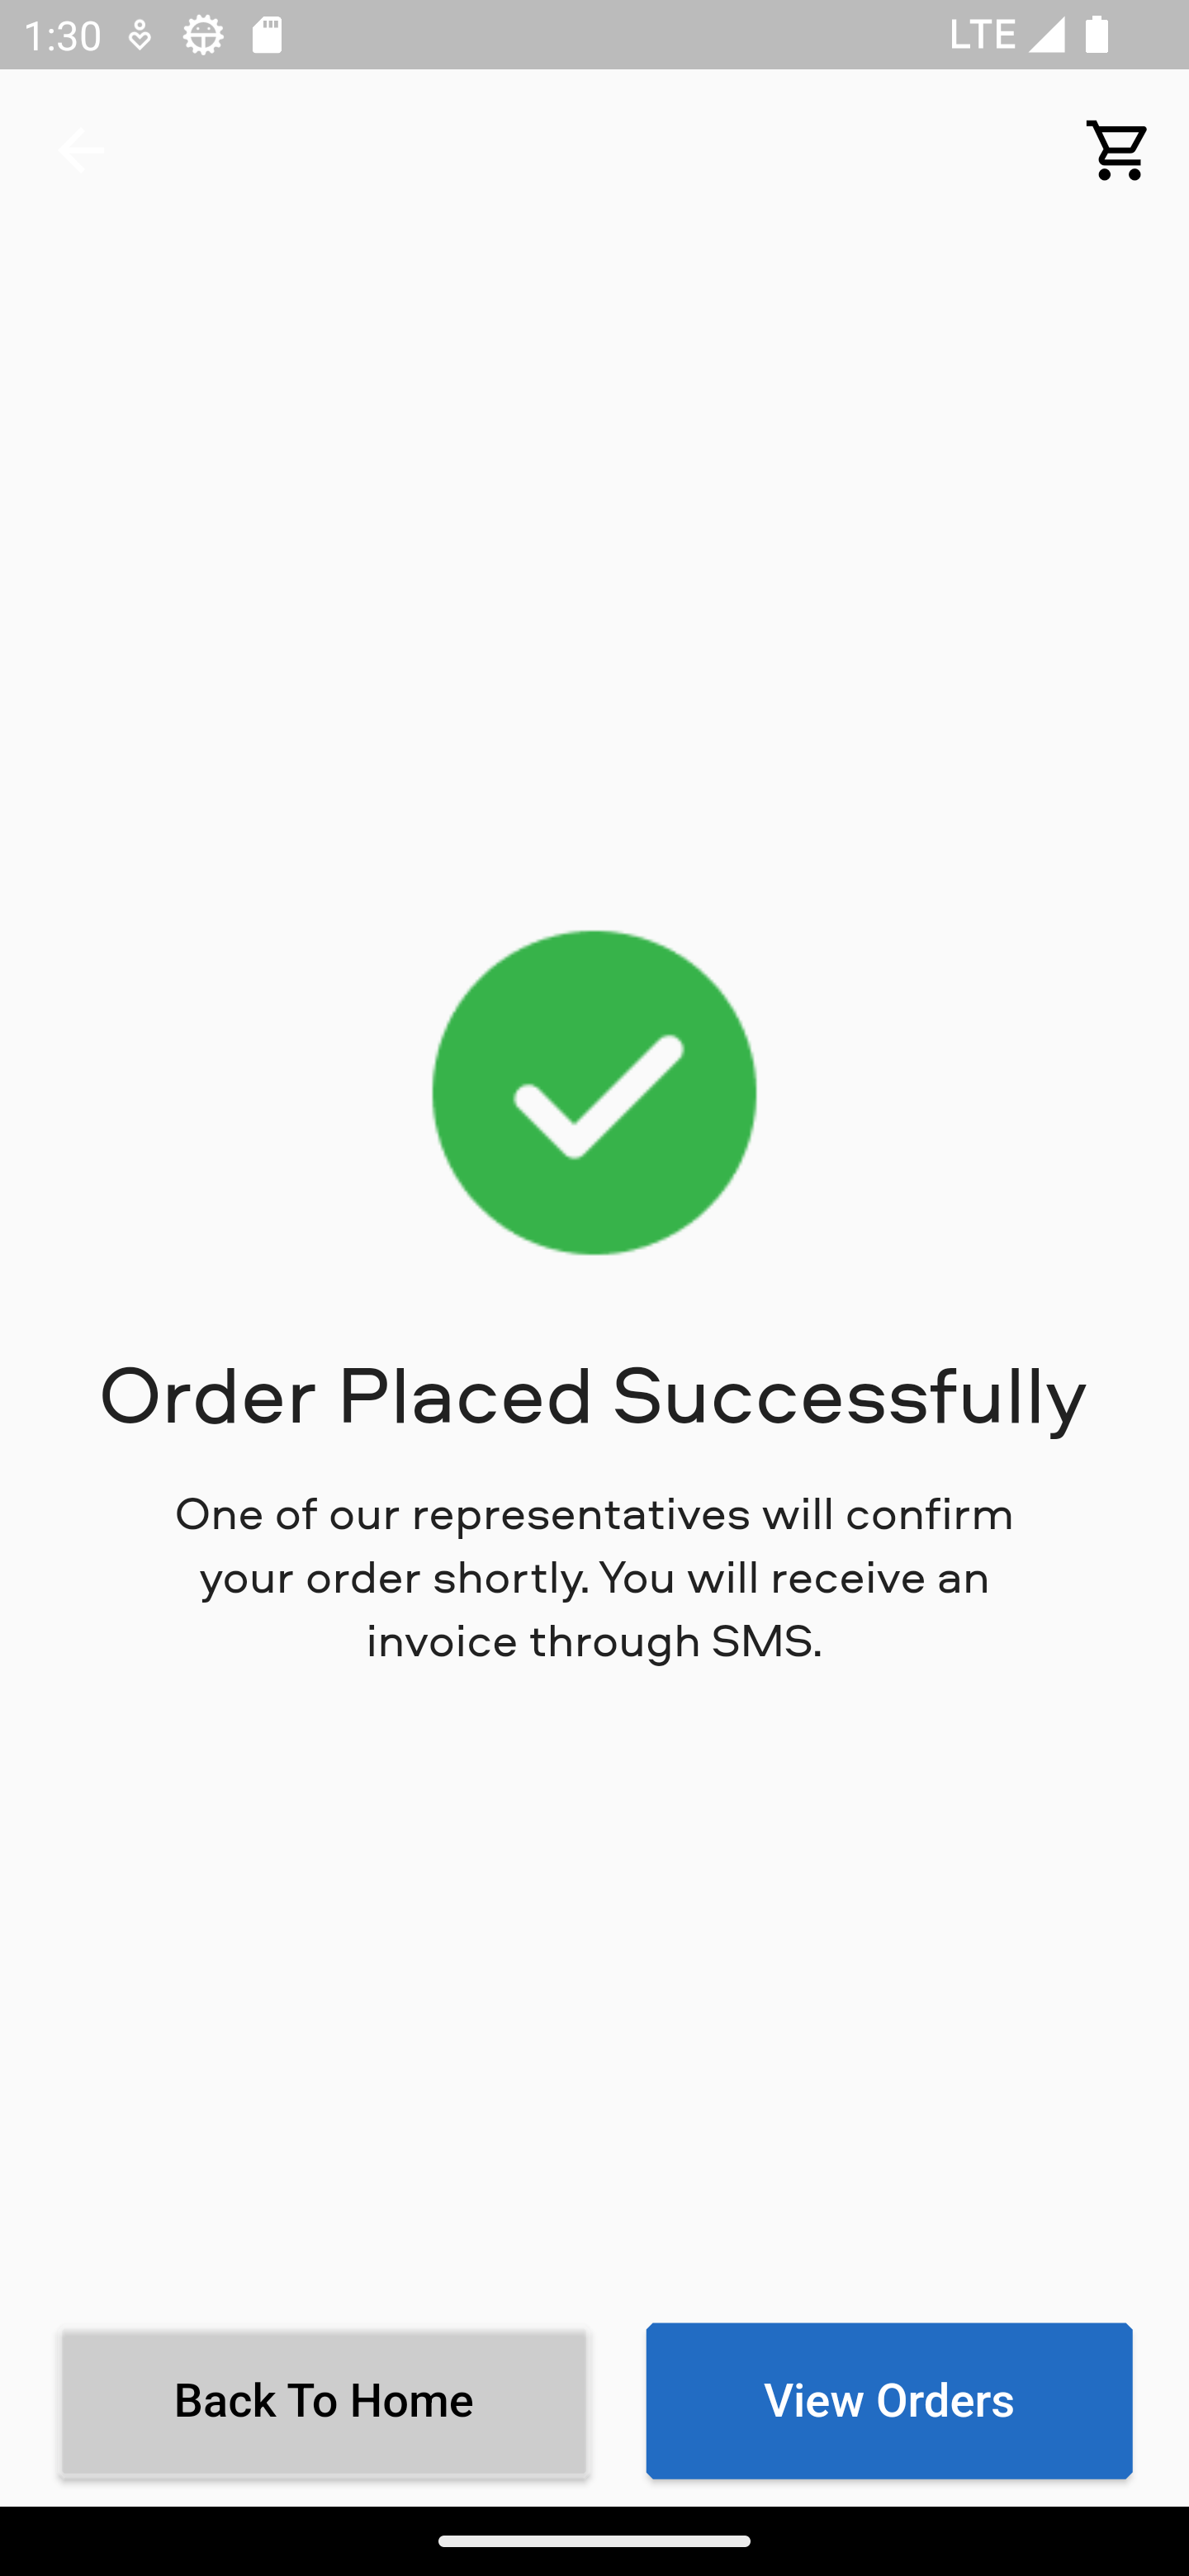 1:30 LTE
Order Placed Successfully
One of our representatives will confirm
your order shortly. You will receive an
invoice through SMS.
Back To Home
View Orders